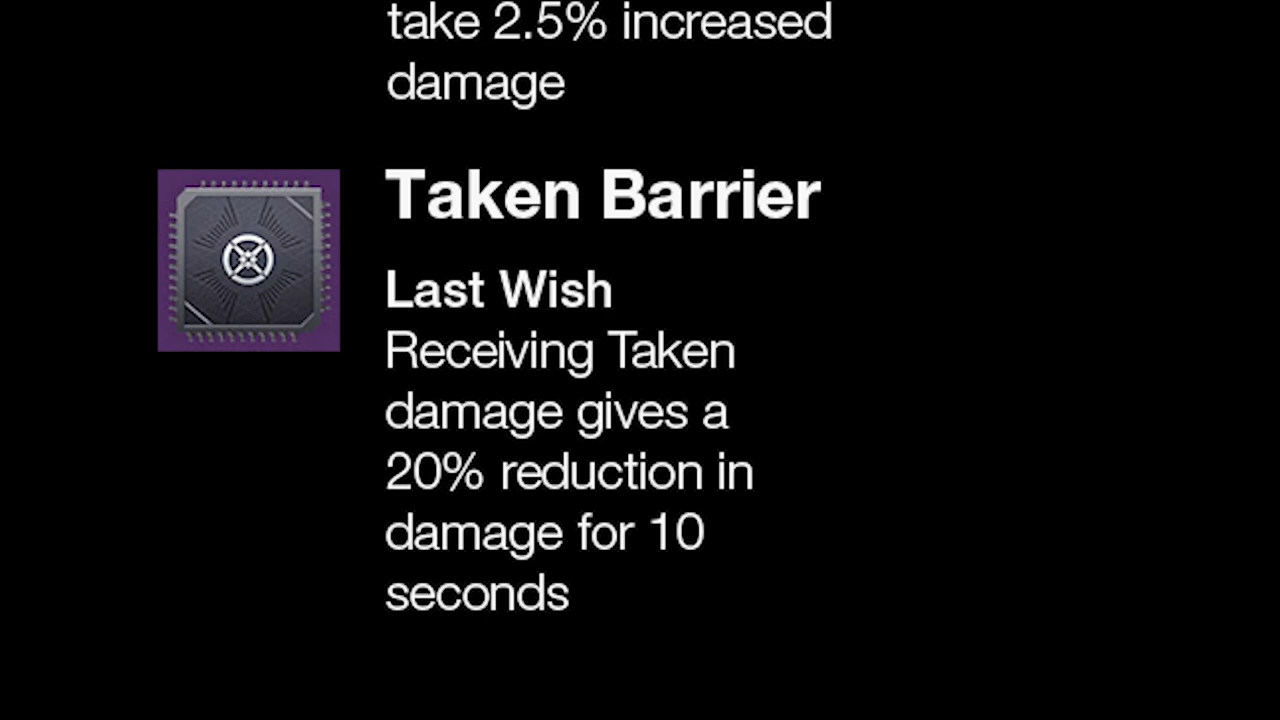 take 2.5% increased
damage
Taken Barrier
Last Wish
Receiving Taken
damage gives a
20% reduction in
damage for 10
seconds